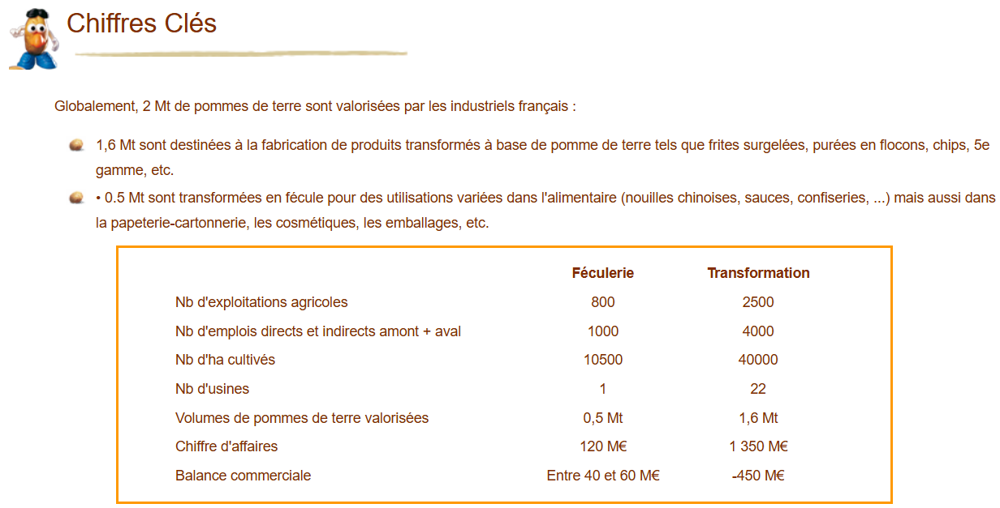 Chiffres Clés
Globalement, 2 Mt de pommes de terre sont valorisées par les industriels français :
1,6 Mt sont destinées à la fabrication de produits transformés à base de pomme de terre tels que frites surgelées, purées en flocons, chips, 5e
gamme, etc.
• 0.5 Mt sont transformées en fécule pour des utilisations variées dans l'alimentaire (nouilles chinoises, sauces, confiseries, ...) mais aussi dans
la papeterie-cartonnerie, les cosmétiques, les emballages, etc.
Féculerie Transformation
Nb d'exploitations agricoles 800 2500
Nb d'emplois directs et indirects amont + aval 1000 4000
Nb d'ha cultivés 10500 40000
Nb d'usines 1 22
Volumes de pommes de terre valorisées 0,5 Mt 1,6 Mt
Chiffre d'affaires 120 M€ 1 350 M€
Balance commerciale Entre 40 et 60 M€ -450 M€